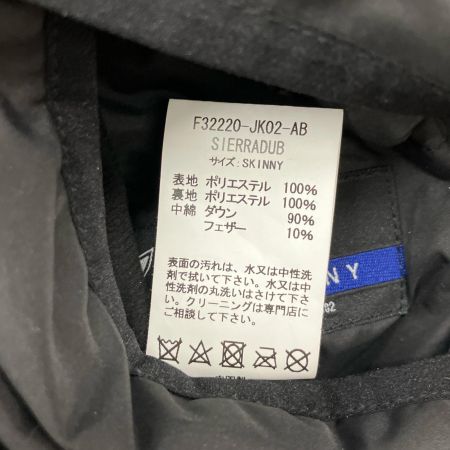 F32220-JK02-AB
SIERRADUB
サイズ:SKINNY
表地 ポリエステル 100%
裏地 ポリエステル 100%
中綿 ダウン 90%
フェザー 10%
表面の汚れは、水又は中性洗
剤で拭いて下さい。水又は中
性洗剤の丸洗いはさけて下さ
い。クリーニングは専門店に
ご依頼して下さい。
NY